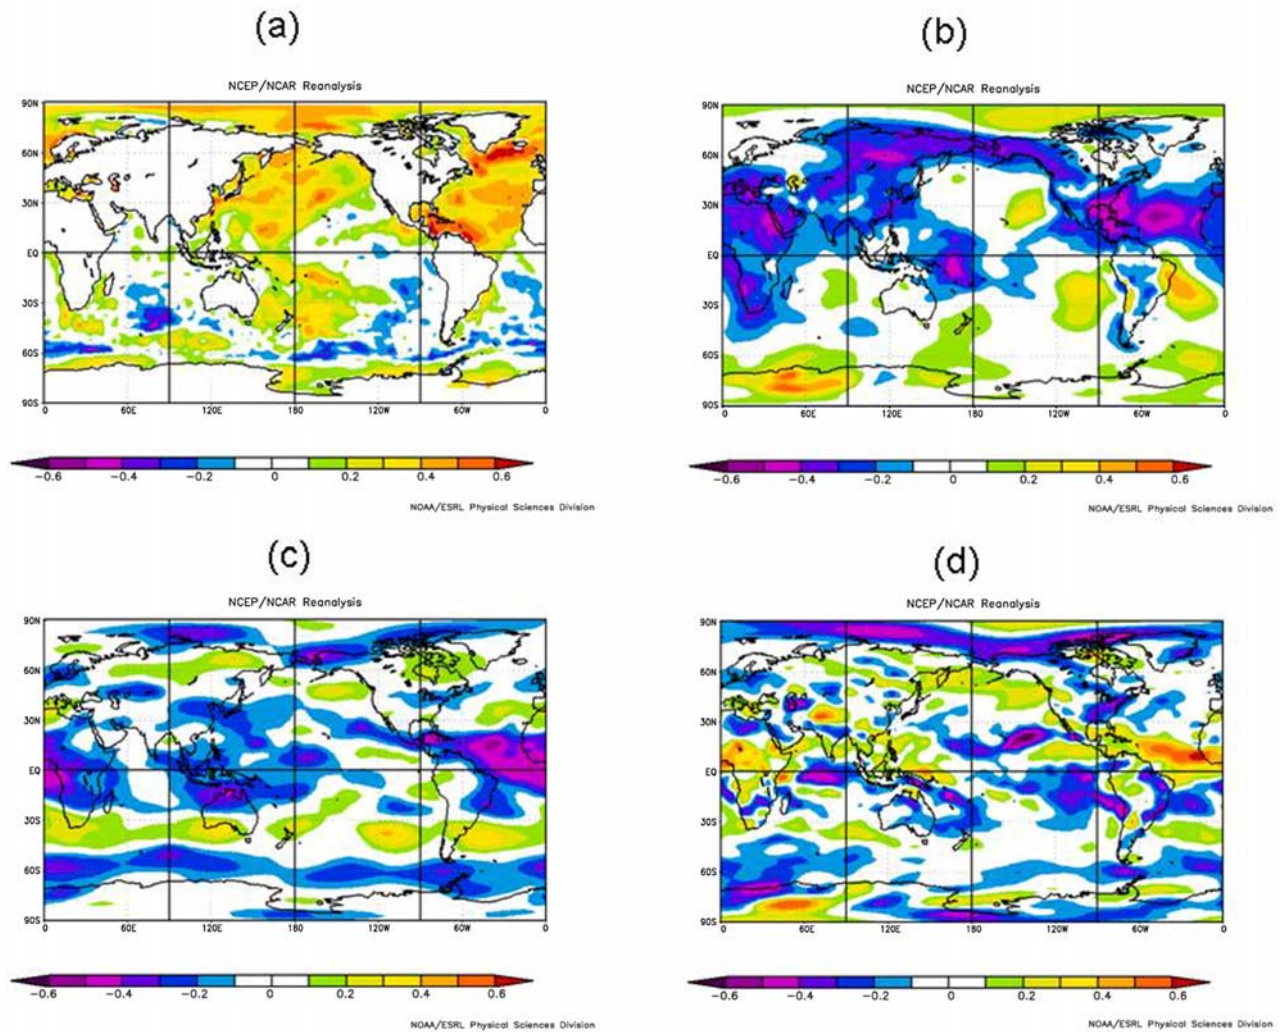 (a)
NCEP/NCAR Reanalysis
90N
60N
30N
EQ
30S
60S
90S
0 60E 120E 180 120W 60W 0
−0.6 −0.4 −0.2 0 0.2 0.4 0.6
NOAA/ESRL Physical Sciences Division
(b)
NCEP/NCAR Reanalysis
90N
60N
30N
EQ
30S
60S
90S
0 60E 120E 180 120W 60W 0
−0.6 −0.4 −0.2 0 0.2 0.4 0.6
NOAA/ESRL Physical Sciences Division
(c)
NCEP/NCAR Reanalysis
90N
60N
30N
EQ
30S
60S
90S
0 60E 120E 180 120W 60W 0
−0.6 −0.4 −0.2 0 0.2 0.4 0.6
NOAA/ESRL Physical Sciences Division
(d)
NCEP/NCAR Reanalysis
90N
60N
30N
EQ
30S
60S
90S
0 60E 120E 180 120W 60W 0
−0.6 −0.4 −0.2 0 0.2 0.4 0.6
NOAA/ESRL Physical Sciences Division